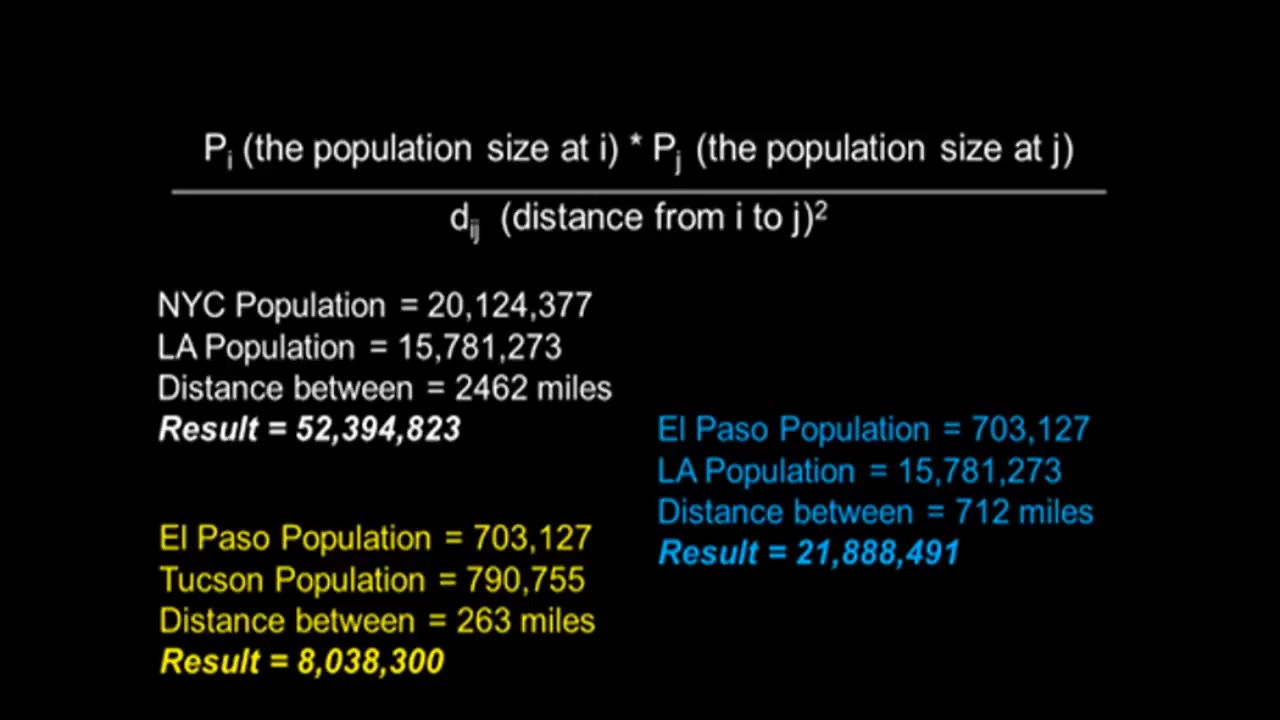 Pi (the population size at i) * Pj (the population size at j)
dij (distance from i to j)²
NYC Population = 20,124,377
LA Population = 15,781,273
Distance between = 2462 miles
Result = 52,394,823
El Paso Population = 703,127
Tucson Population = 790,755
Distance between = 263 miles
Result = 8,038,300
El Paso Population = 703,127
LA Population = 15,781,273
Distance between = 712 miles
Result = 21,888,491